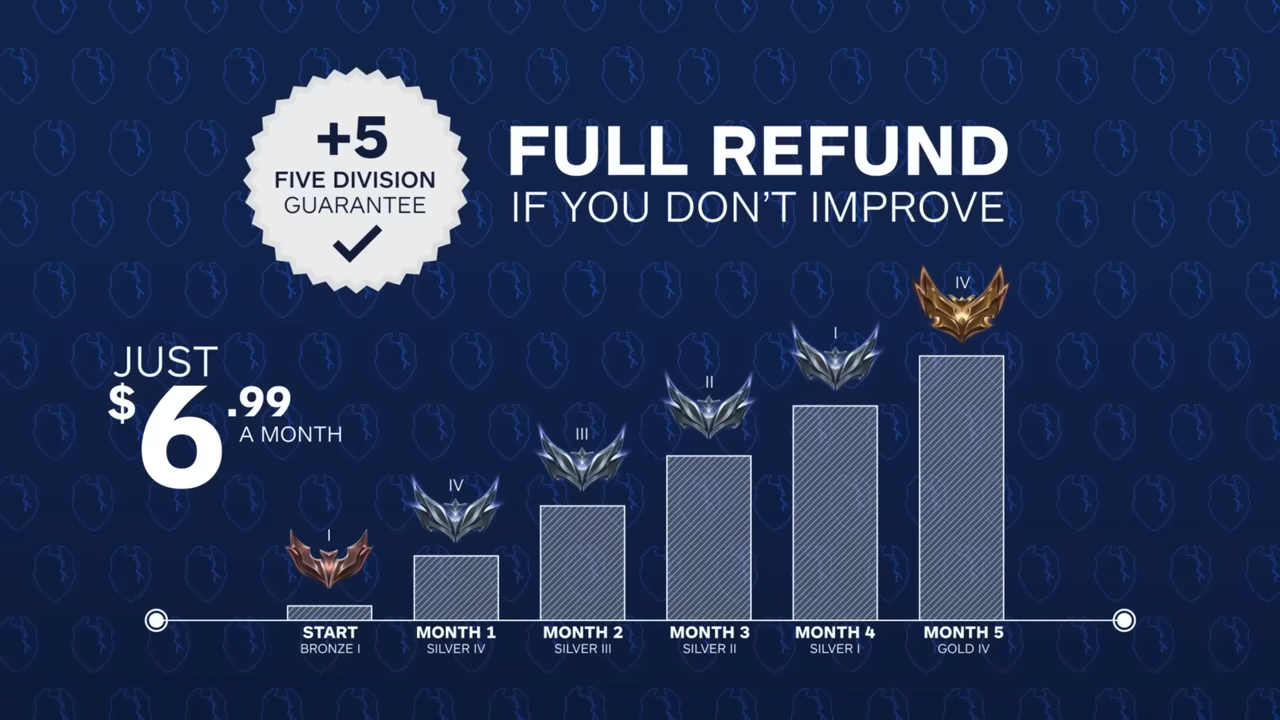 +5
FIVE DIVISION
GUARANTEE
FULL REFUND
IF YOU DON'T IMPROVE
JUST
$6.99
A MONTH
I
IV
III
II
I
IV
START
BRONZE I
MONTH 1
SILVER IV
MONTH 2
SILVER III
MONTH 3
SILVER II
MONTH 4
SILVER I
MONTH 5
GOLD IV